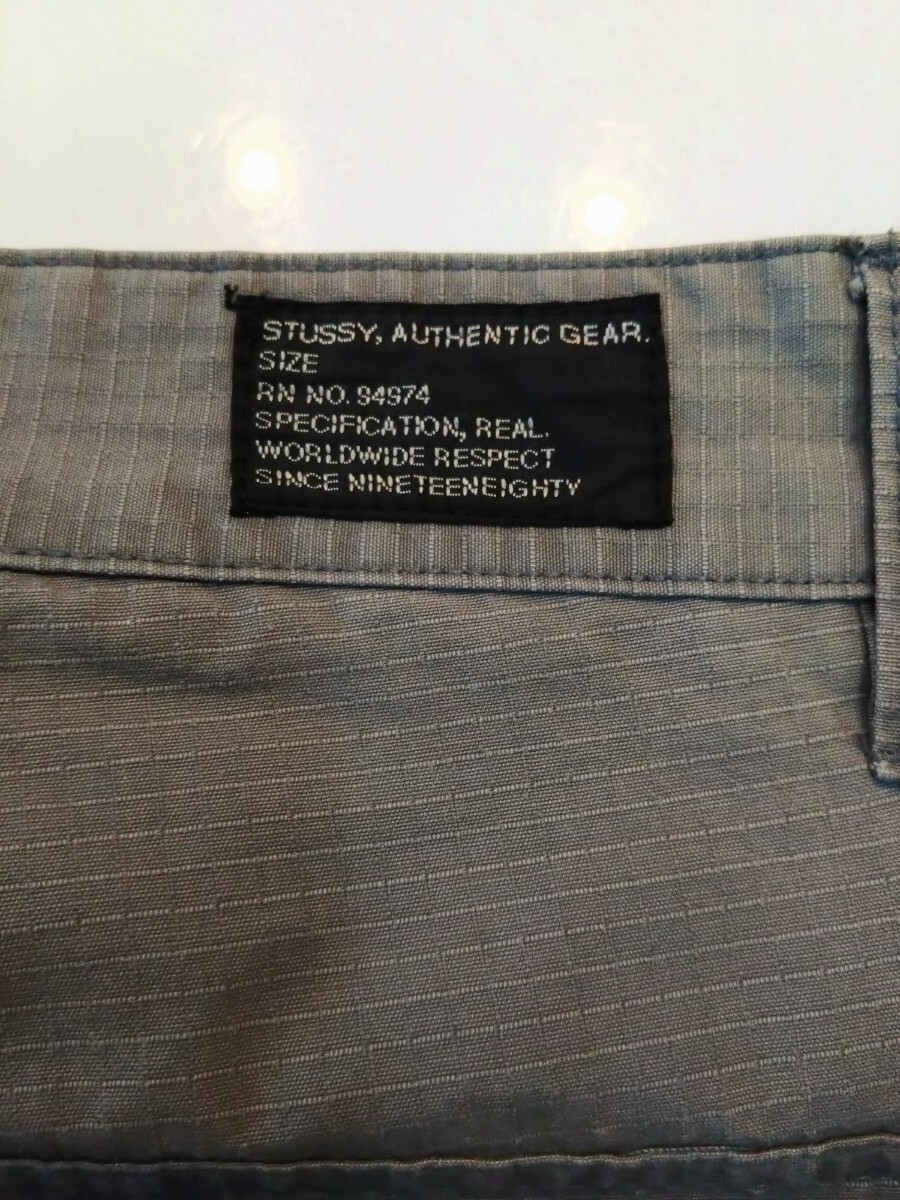 STUSSY, AUTHENTIC GEAR.
SIZE
RN NO. 94974
SPECIFICATION, REAL.
WORLDWIDE RESPECT
SINCE NINETEENEIGHTY